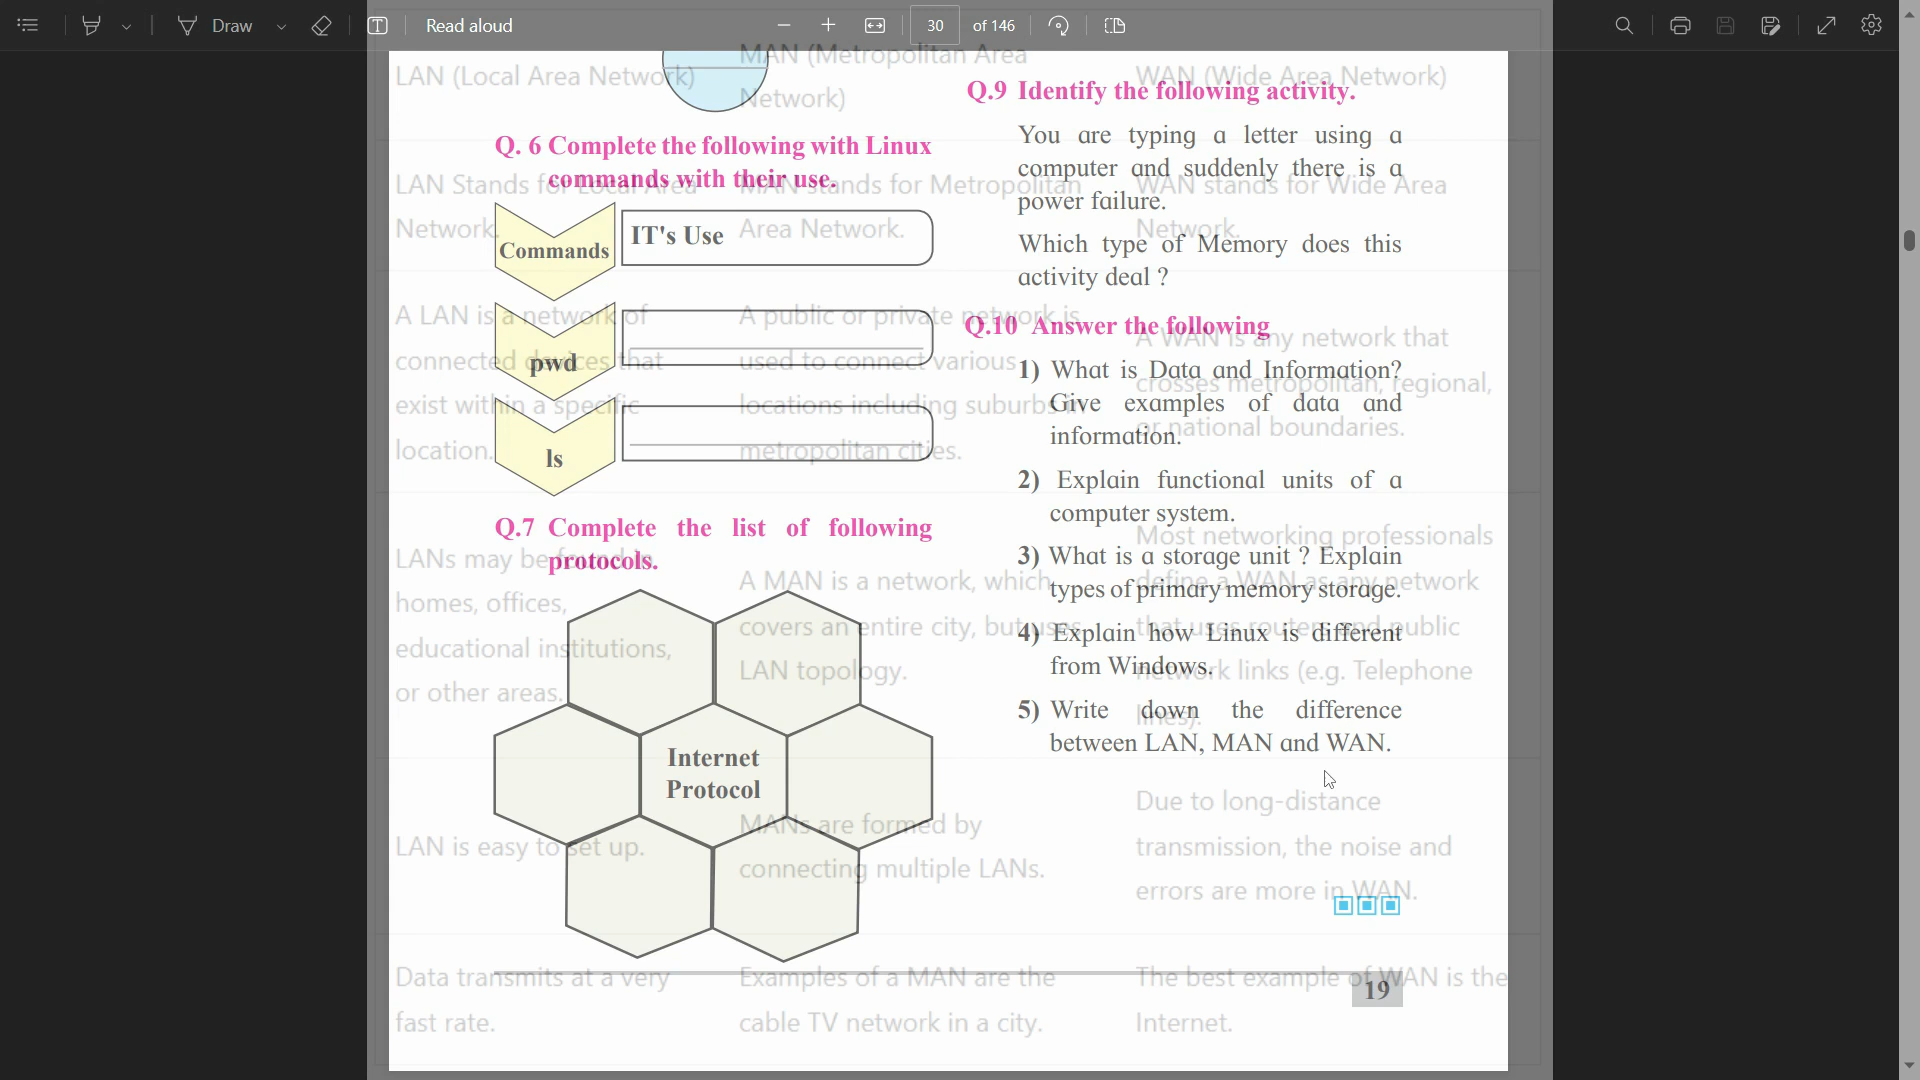 Draw
Read aloud
30 of 146
Q. 6 Complete the following with Linux
commands with their use.
Commands
IT's Use
pwd
ls
Q.7 Complete the list of following
protocols.
Internet
Protocol
Q.9 Identify the following activity.
You are typing a letter using a
computer and suddenly there is a
power failure.
Which type of Memory does this
activity deal ?
Q.10 Answer the following
1) What is Data and Information?
Give examples of data and
information.
2) Explain functional units of a
computer system.
3) What is a storage unit ? Explain
types of primary memory storage.
4) Explain how Linux is different
from Windows.
5) Write down the difference
between LAN, MAN and WAN.
19
LAN (Local Area Network)
LAN Stands for Local Area
Network.
A LAN is a network of
connected devices that
exist within a specific
location.
LANs may be found in
homes, offices,
educational institutions,
or other areas.
LAN is easy to set up.
Data transmits at a very
fast rate.
MAN (Metropolitan Area
Network)
MAN stands for Metropolitan
Area Network.
A public or private network is
used to connect various
locations including suburbs in
metropolitan cities.
A MAN is a network, which
covers an entire city, but uses
LAN topology.
MANs are formed by
connecting multiple LANs.
Examples of a MAN are the
cable TV network in a city.
WAN (Wide Area Network)
WAN stands for Wide Area
Network.
A WAN is any network that
crosses metropolitan, regional,
or national boundaries.
Most networking professionals
define a WAN as any network
that uses routers and public
network links (e.g. Telephone
lines).
Due to long-distance
transmission, the noise and
errors are more in WAN.
The best example of WAN is the
Internet.